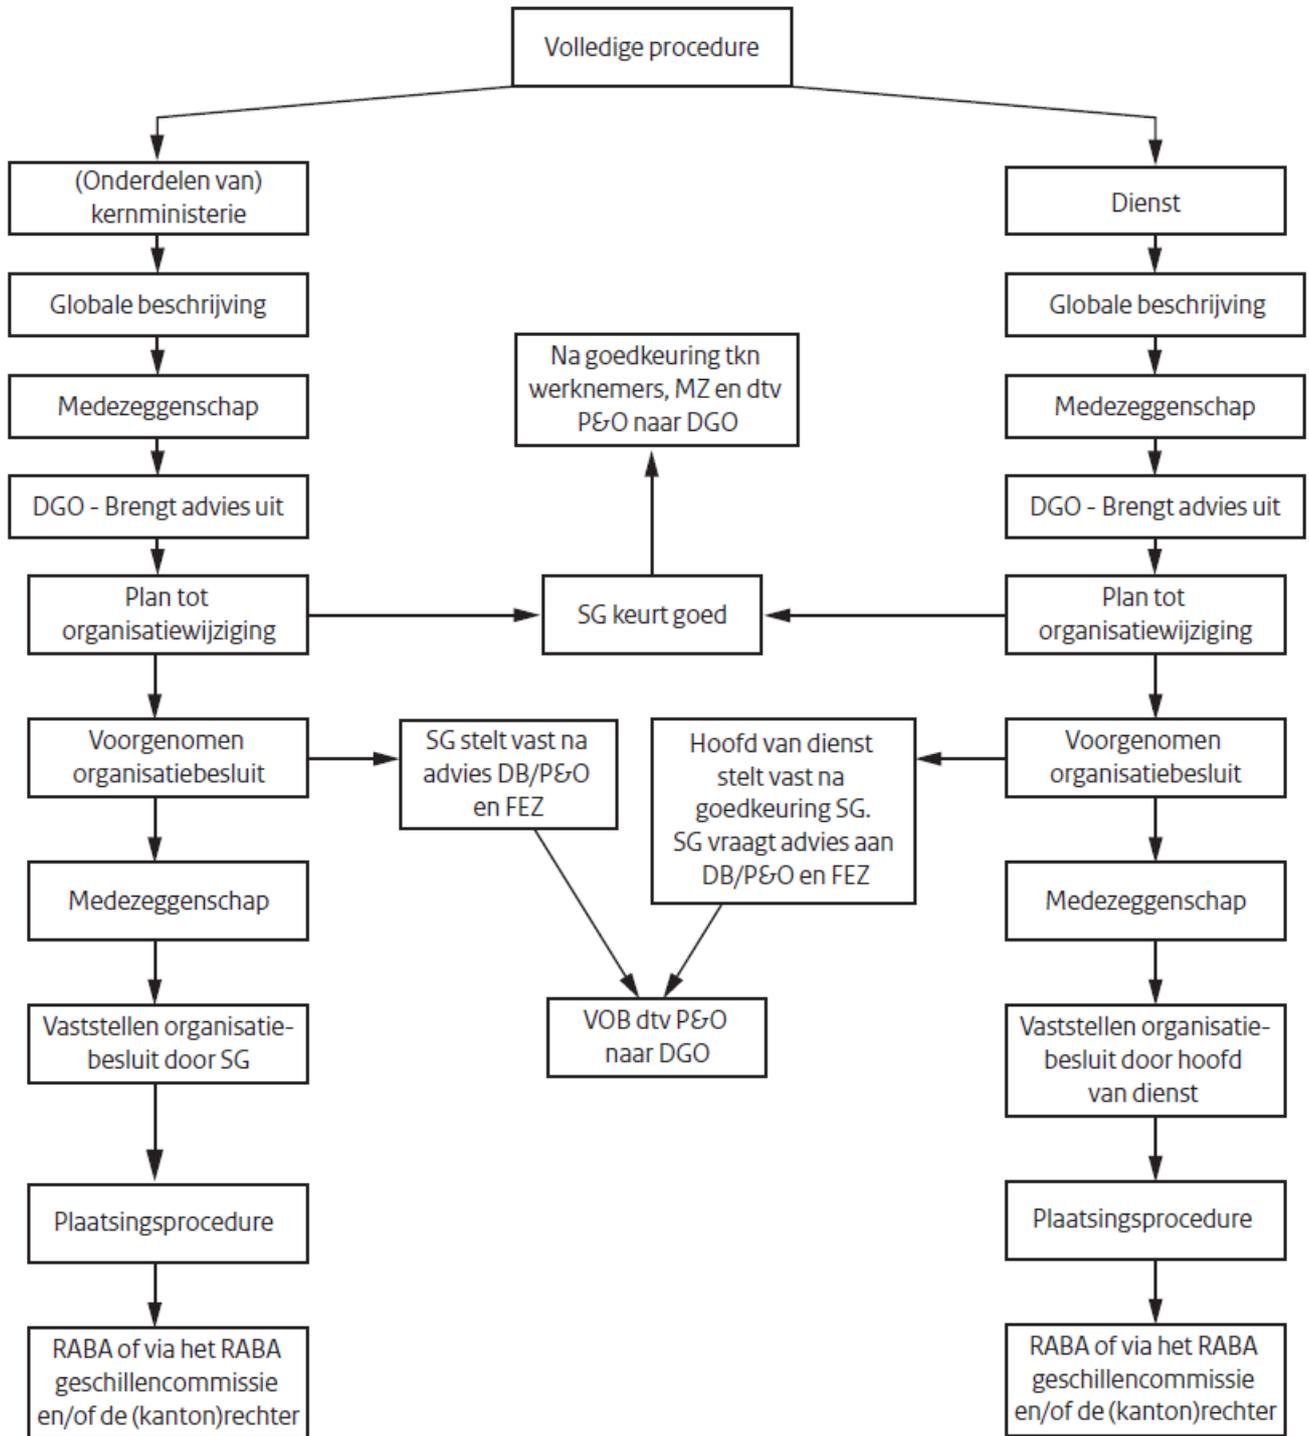 Volledige procedure
(Onderdelen van)
kernministerie
Globale beschrijving
Medezeggenschap
DGO - Brengt advies uit
Plan tot
organisatiewijziging
Voorgenomen
organisatiebesluit
Medezeggenschap
Vaststellen organisatie-
besluit door SG
Plaatsingsprocedure
RABA of via het RABA
geschillencommissie
en/of de (kanton)rechter
Na goedkeuring tkn
werknemers, MZ en dtv
P&O naar DGO
SG keurt goed
SG stelt vast na
advies DB/P&O
en FEZ
Hoofd van dienst
stelt vast na
goedkeuring SG.
SG vraagt advies aan
DB/P&O en FEZ
VOB dtv P&O
naar DGO
Dienst
Globale beschrijving
Medezeggenschap
DGO - Brengt advies uit
Plan tot
organisatiewijziging
Voorgenomen
organisatiebesluit
Medezeggenschap
Vaststellen organisatie-
besluit door hoofd
van dienst
Plaatsingsprocedure
RABA of via het RABA
geschillencommissie
en/of de (kanton)rechter